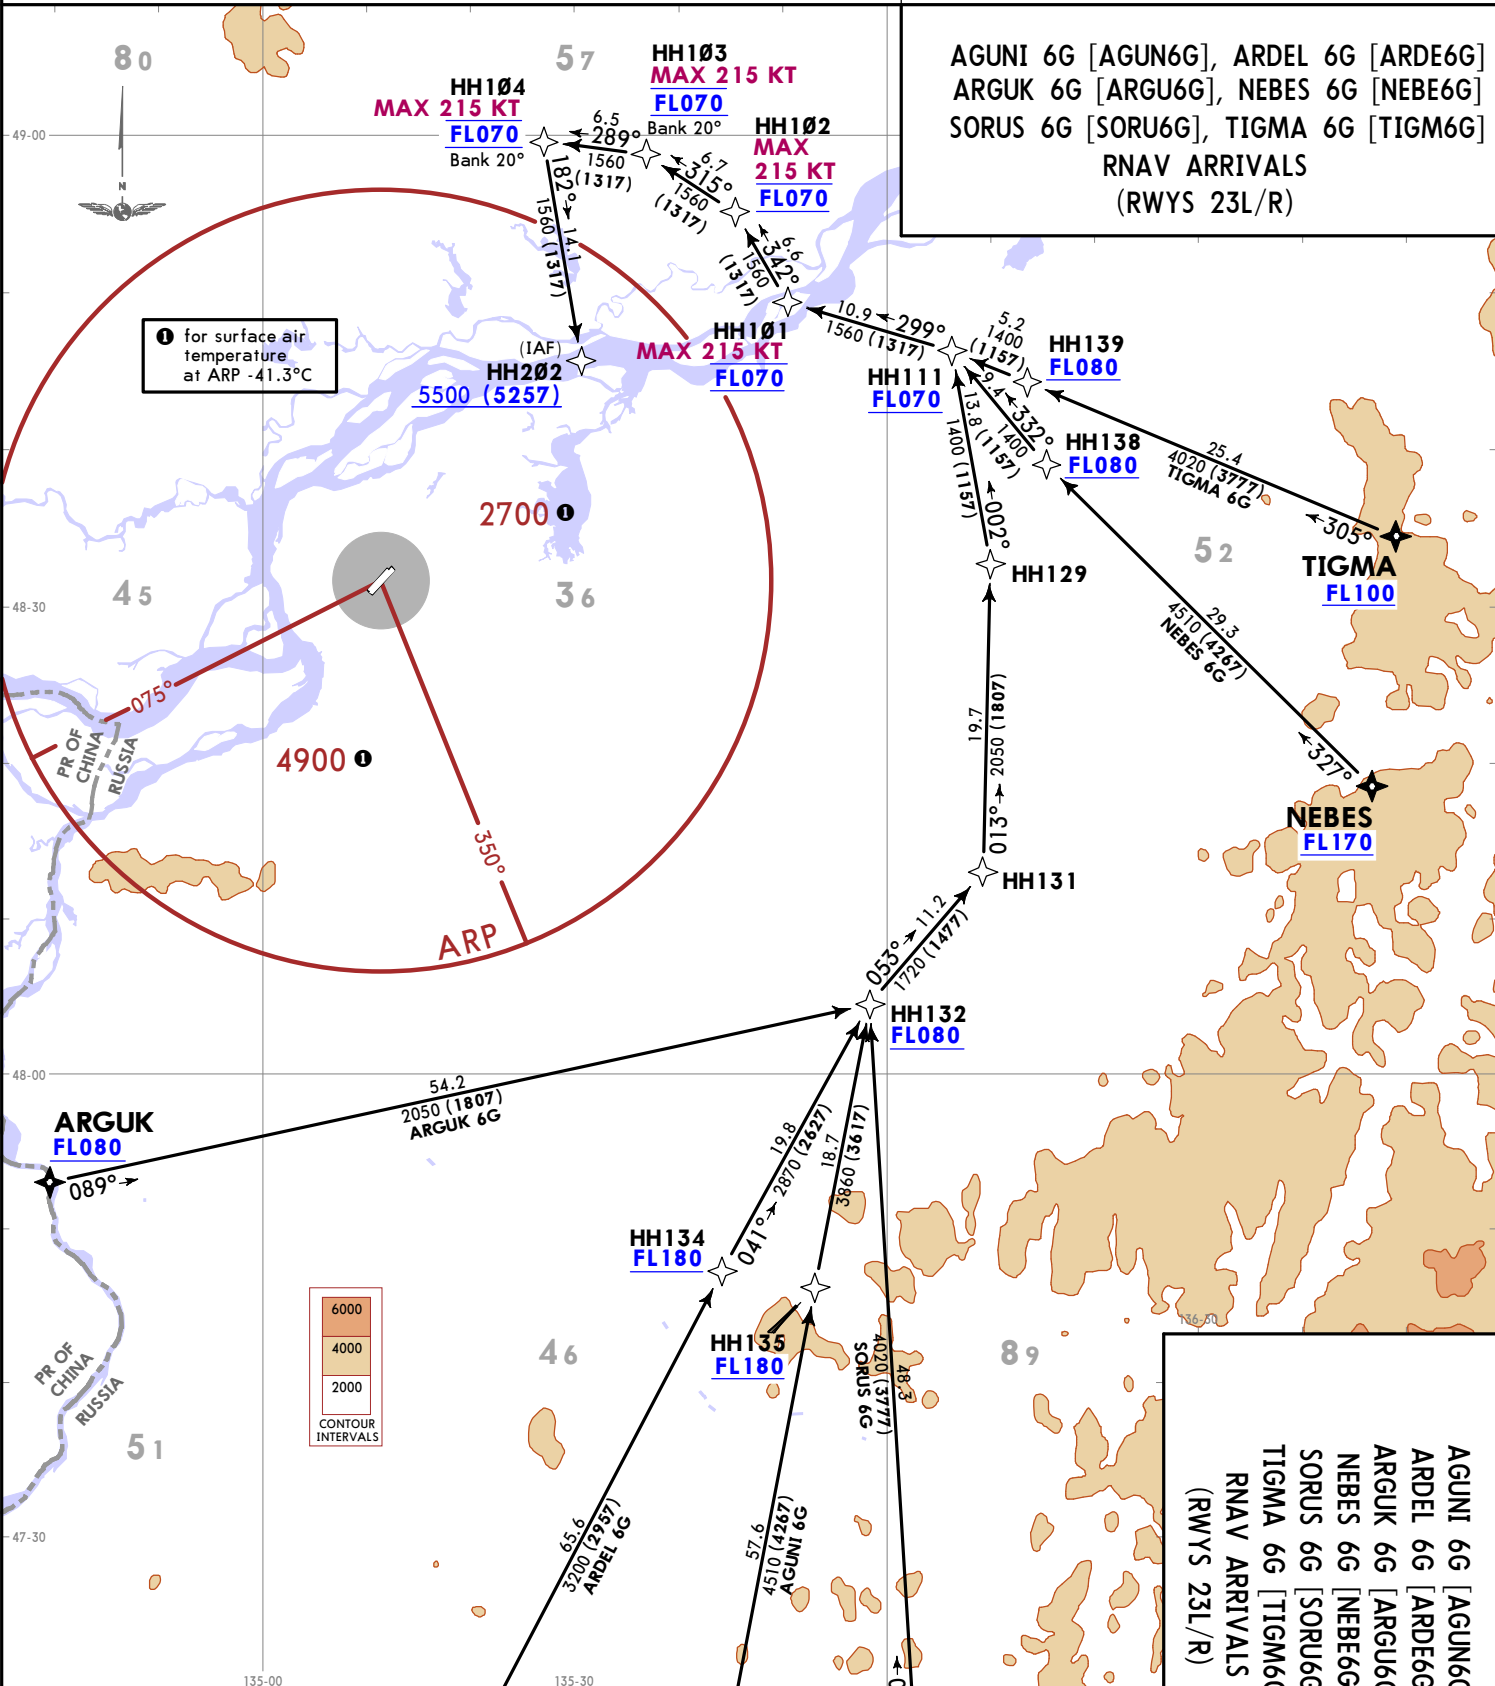 AGUNI 6G [AGUN6G], ARDEL 6G [ARDE6G]
ARGUK 6G [ARGU6G], NEBES 6G [NEBE6G]
SORUS 6G [SORU6G], TIGMA 6G [TIGM6G]
RNAV ARRIVALS
(RWYS 23L/R)
80
57
HH1Ø3
MAX 215 KT
FL070
Bank 20°
HH1Ø4
MAX 215 KT
FL070
Bank 20°
HH1Ø2
MAX
215 KT
FL070
49-00
6.5
289°
1560
(1317)
6.7
315°
1560
(1317)
6.6
342°
1560
(1317)
182°
14.1
1560 (1317)
N
1 for surface air
temperature
at ARP -41.3°C
(IAF)
HH2Ø2
5500 (5257)
HH1Ø1
MAX 215 KT
FL070
10.9
299°
1560 (1317)
5.2
1400
(1157)
HH139
FL080
HH111
FL070
9.4
332°
1400
13.8
(1157)
1400 (1157)
002°
HH138
FL080
25.4
4020 (3777)
TIGMA 6G
305°
TIGMA
FL100
2700 1
52
HH129
45
36
48-30
29.3
4510 (4267)
NEBES 6G
327°
NEBES
FL170
075°
350°
ARP
4900 1
PR OF
CHINA
RUSSIA
19.7
2050 (1807)
013°
HH131
053°
11.2
1720 (1477)
HH132
FL080
48-00
ARGUK
FL080
089°
54.2
2050 (1807)
ARGUK 6G
19.8
2870 (2627)
041°
18.7
3860 (3617)
HH134
FL180
HH135
FL180
4020 (3777)
SORUS 6G
48.3
46
89
136-30
6000
4000
2000
CONTOUR
INTERVALS
PR OF
CHINA
RUSSIA
51
65.6
3200 (2957)
ARDEL 6G
57.6
4510 (4267)
AGUNI 6G
47-30
135-00
135-30
AGUNI 6G [AGUN6G
ARDEL 6G [ARDE6G
ARGUK 6G [ARGU6G
NEBES 6G [NEBE6G
SORUS 6G [SORU6G
TIGMA 6G [TIGM6G
RNAV ARRIVALS
(RWYS 23L/R)